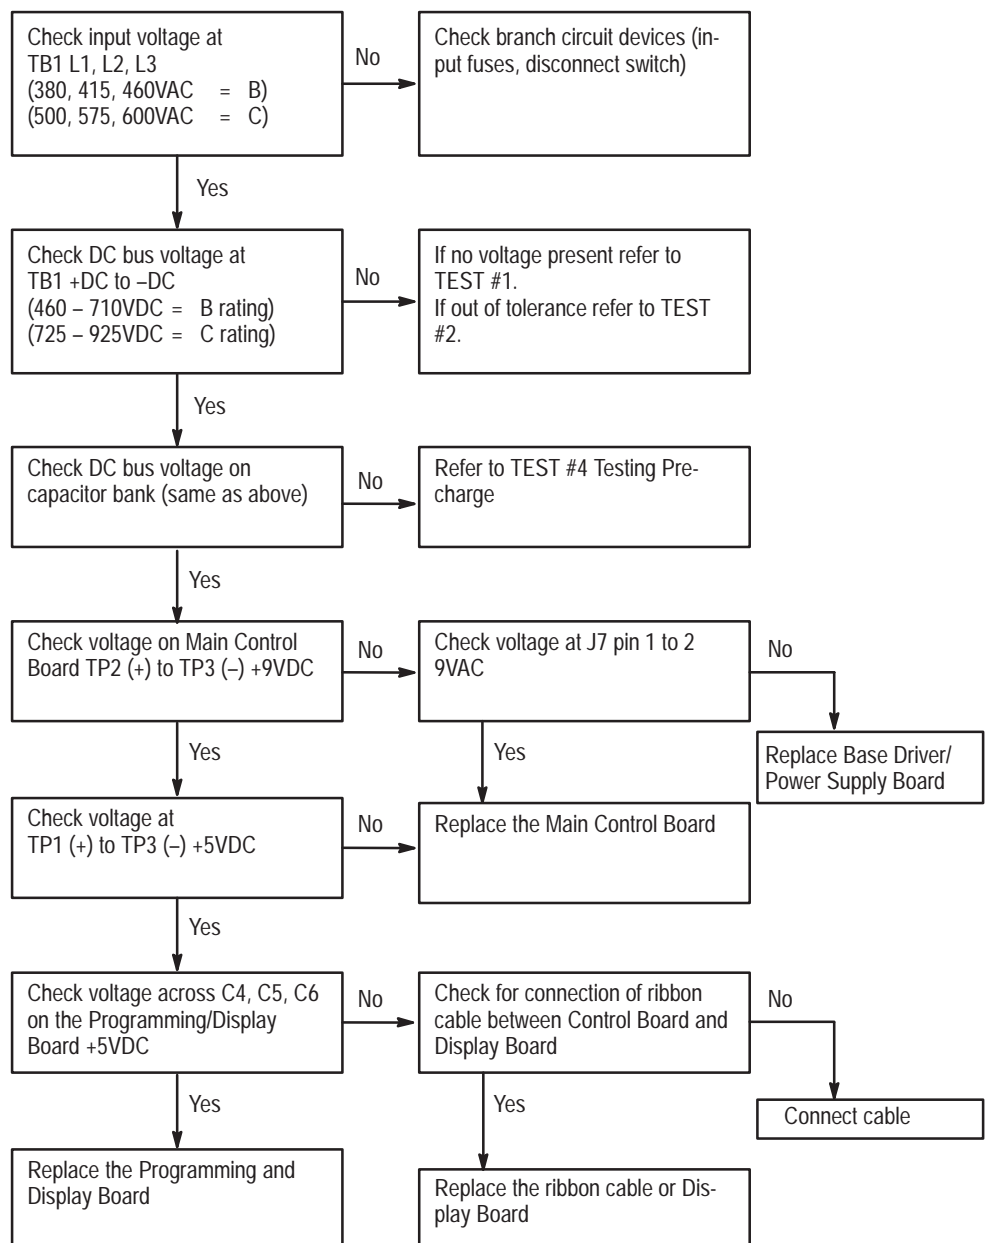 Check input voltage at
TB1 L1, L2, L3
(380, 415, 460VAC = B)
(500, 575, 600VAC = C)
No
Check branch circuit devices (in-
put fuses, disconnect switch)
Yes
Check DC bus voltage at
TB1 +DC to –DC
(460 – 710VDC = B rating)
(725 – 925VDC = C rating)
No
If no voltage present refer to
TEST #1.
If out of tolerance refer to TEST
#2.
Yes
Check DC bus voltage on
capacitor bank (same as above)
No
Refer to TEST #4 Testing Pre-
charge
Yes
Check voltage on Main Control
Board TP2 (+) to TP3 (–) +9VDC
No
Check voltage at J7 pin 1 to 2
9VAC
No
Yes
Yes
Replace Base Driver/
Power Supply Board
Check voltage at
TP1 (+) to TP3 (–) +5VDC
No
Replace the Main Control Board
Yes
Check voltage across C4, C5, C6
on the Programming/Display
Board +5VDC
No
Check for connection of ribbon
cable between Control Board and
Display Board
No
Yes
Yes
Connect cable
Replace the Programming and
Display Board
Replace the ribbon cable or Dis-
play Board